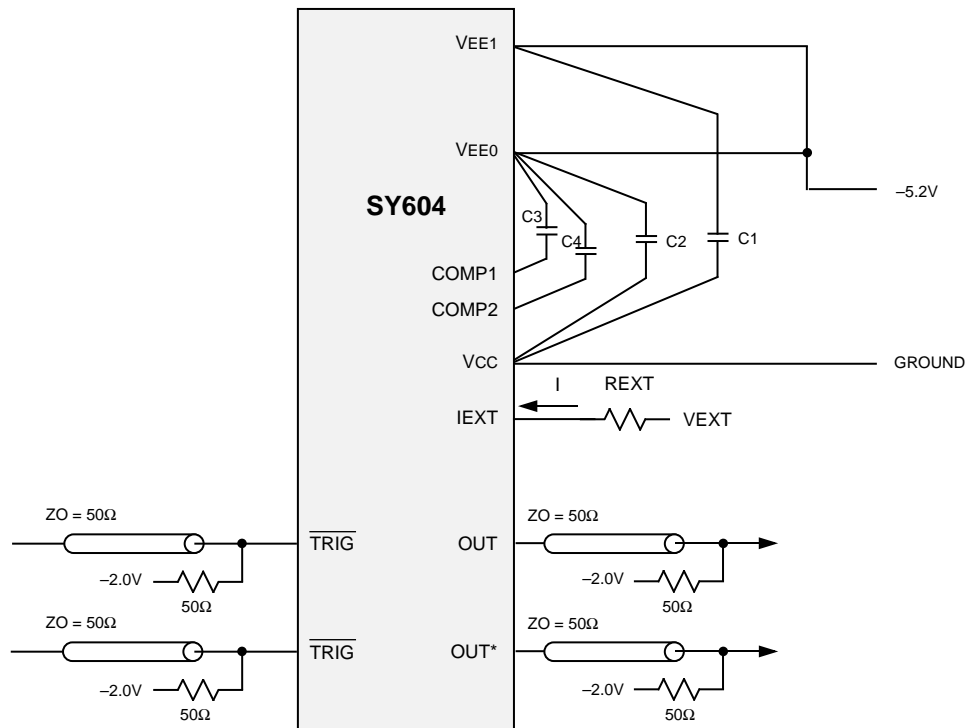 VEE1
VEE0
–5.2V
SY604
C3
C4
C2
C1
COMP1
COMP2
VCC
GROUND
I
REXT
IEXT
VEXT
ZO = 50Ω
TRIG
OUT
ZO = 50Ω
–2.0V
50Ω
–2.0V
50Ω
ZO = 50Ω
TRIG
OUT*
ZO = 50Ω
–2.0V
50Ω
–2.0V
50Ω